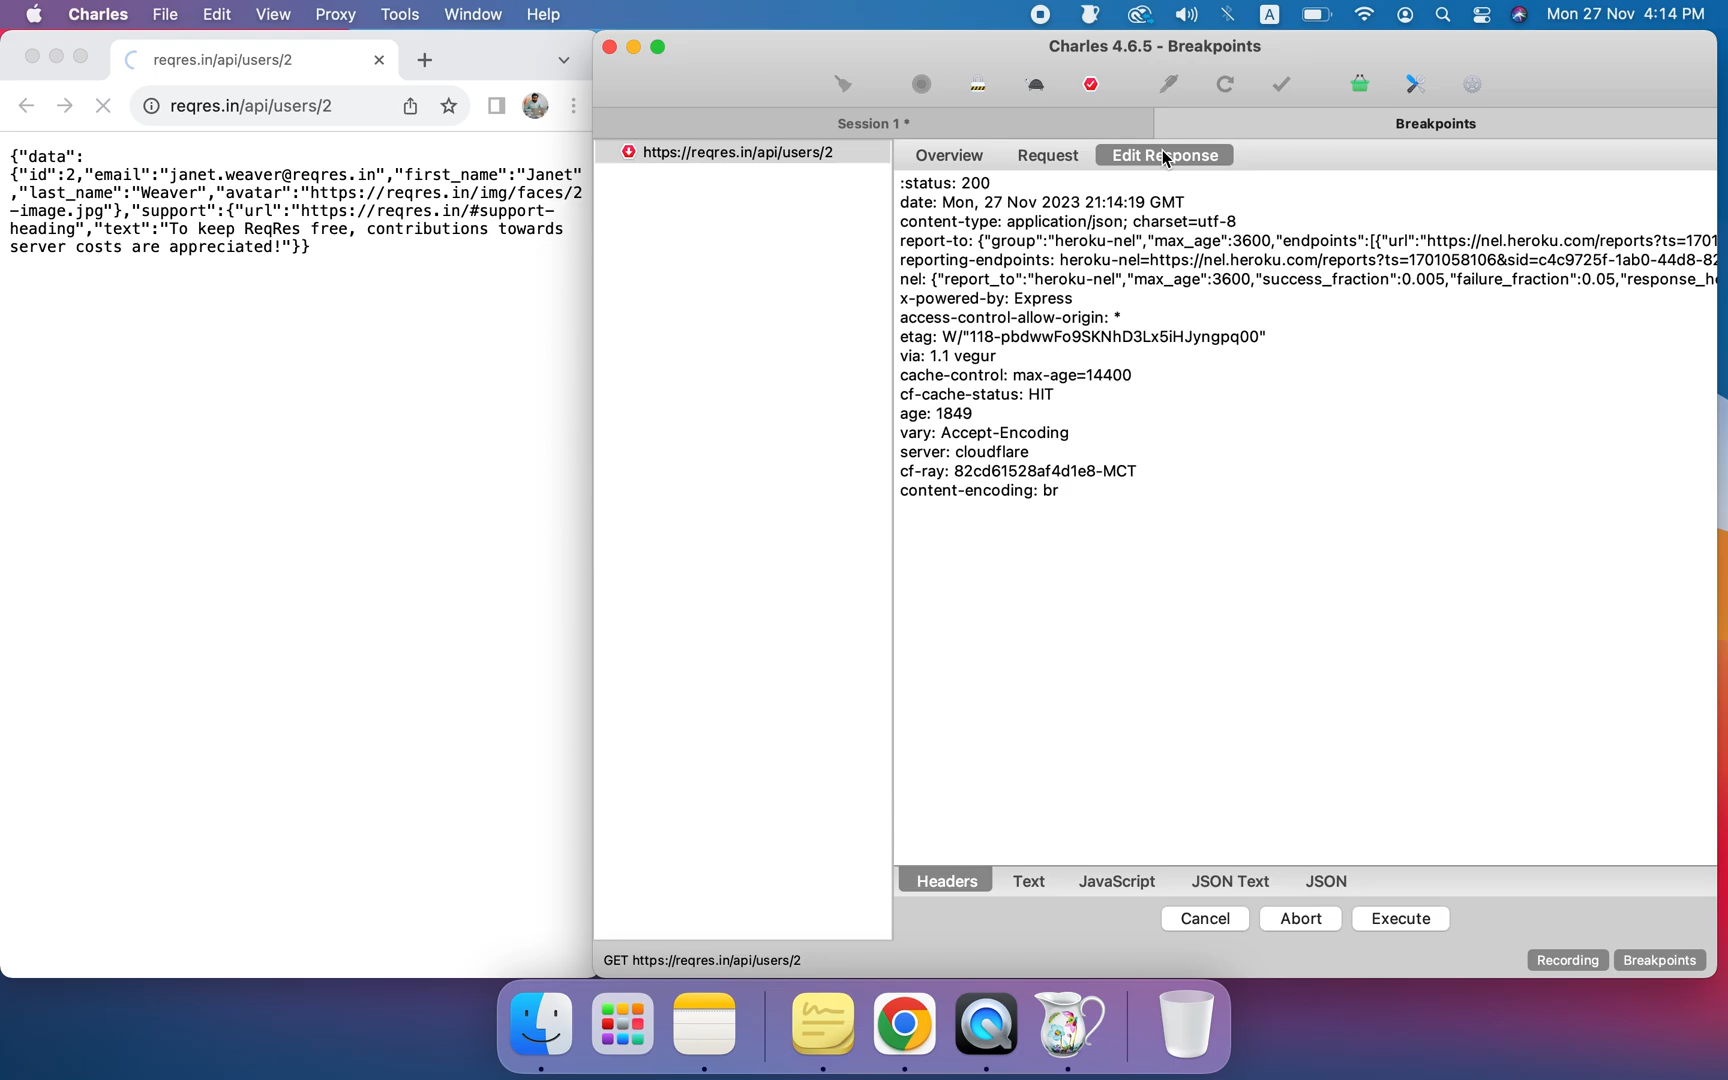 Charles File Edit View Proxy Tools Window Help
A
Mon 27 Nov 4:14 PM
reqres.in/api/users/2
reqres.in/api/users/2
{"data":
{"id":2,"email":"janet.weaver@reqres.in","first_name":"Janet"
,"last_name":"Weaver","avatar":"https://reqres.in/img/faces/2
-image.jpg"},"support":{"url":"https://reqres.in/#support-
heading","text":"To keep ReqRes free, contributions towards
server costs are appreciated!"}}
Charles 4.6.5 - Breakpoints
Session 1 *
Breakpoints
https://reqres.in/api/users/2
Overview Request Edit Response
:status: 200
date: Mon, 27 Nov 2023 21:14:19 GMT
content-type: application/json; charset=utf-8
report-to: {"group":"heroku-nel","max_age":3600,"endpoints":[{"url":"https://nel.heroku.com/reports?ts=1701
reporting-endpoints: heroku-nel=https://nel.heroku.com/reports?ts=1701058106&sid=c4c9725f-1ab0-44d8-82
nel: {"report_to":"heroku-nel","max_age":3600,"success_fraction":0.005,"failure_fraction":0.05,"response_h
x-powered-by: Express
access-control-allow-origin: *
etag: W/"118-pbdwwFo9SKNhD3Lx5iHJyngpq00"
via: 1.1 vegur
cache-control: max-age=14400
cf-cache-status: HIT
age: 1849
vary: Accept-Encoding
server: cloudflare
cf-ray: 82cd61528af4d1e8-MCT
content-encoding: br
Headers Text JavaScript JSON Text JSON
Cancel Abort Execute
GET https://reqres.in/api/users/2
Recording Breakpoints